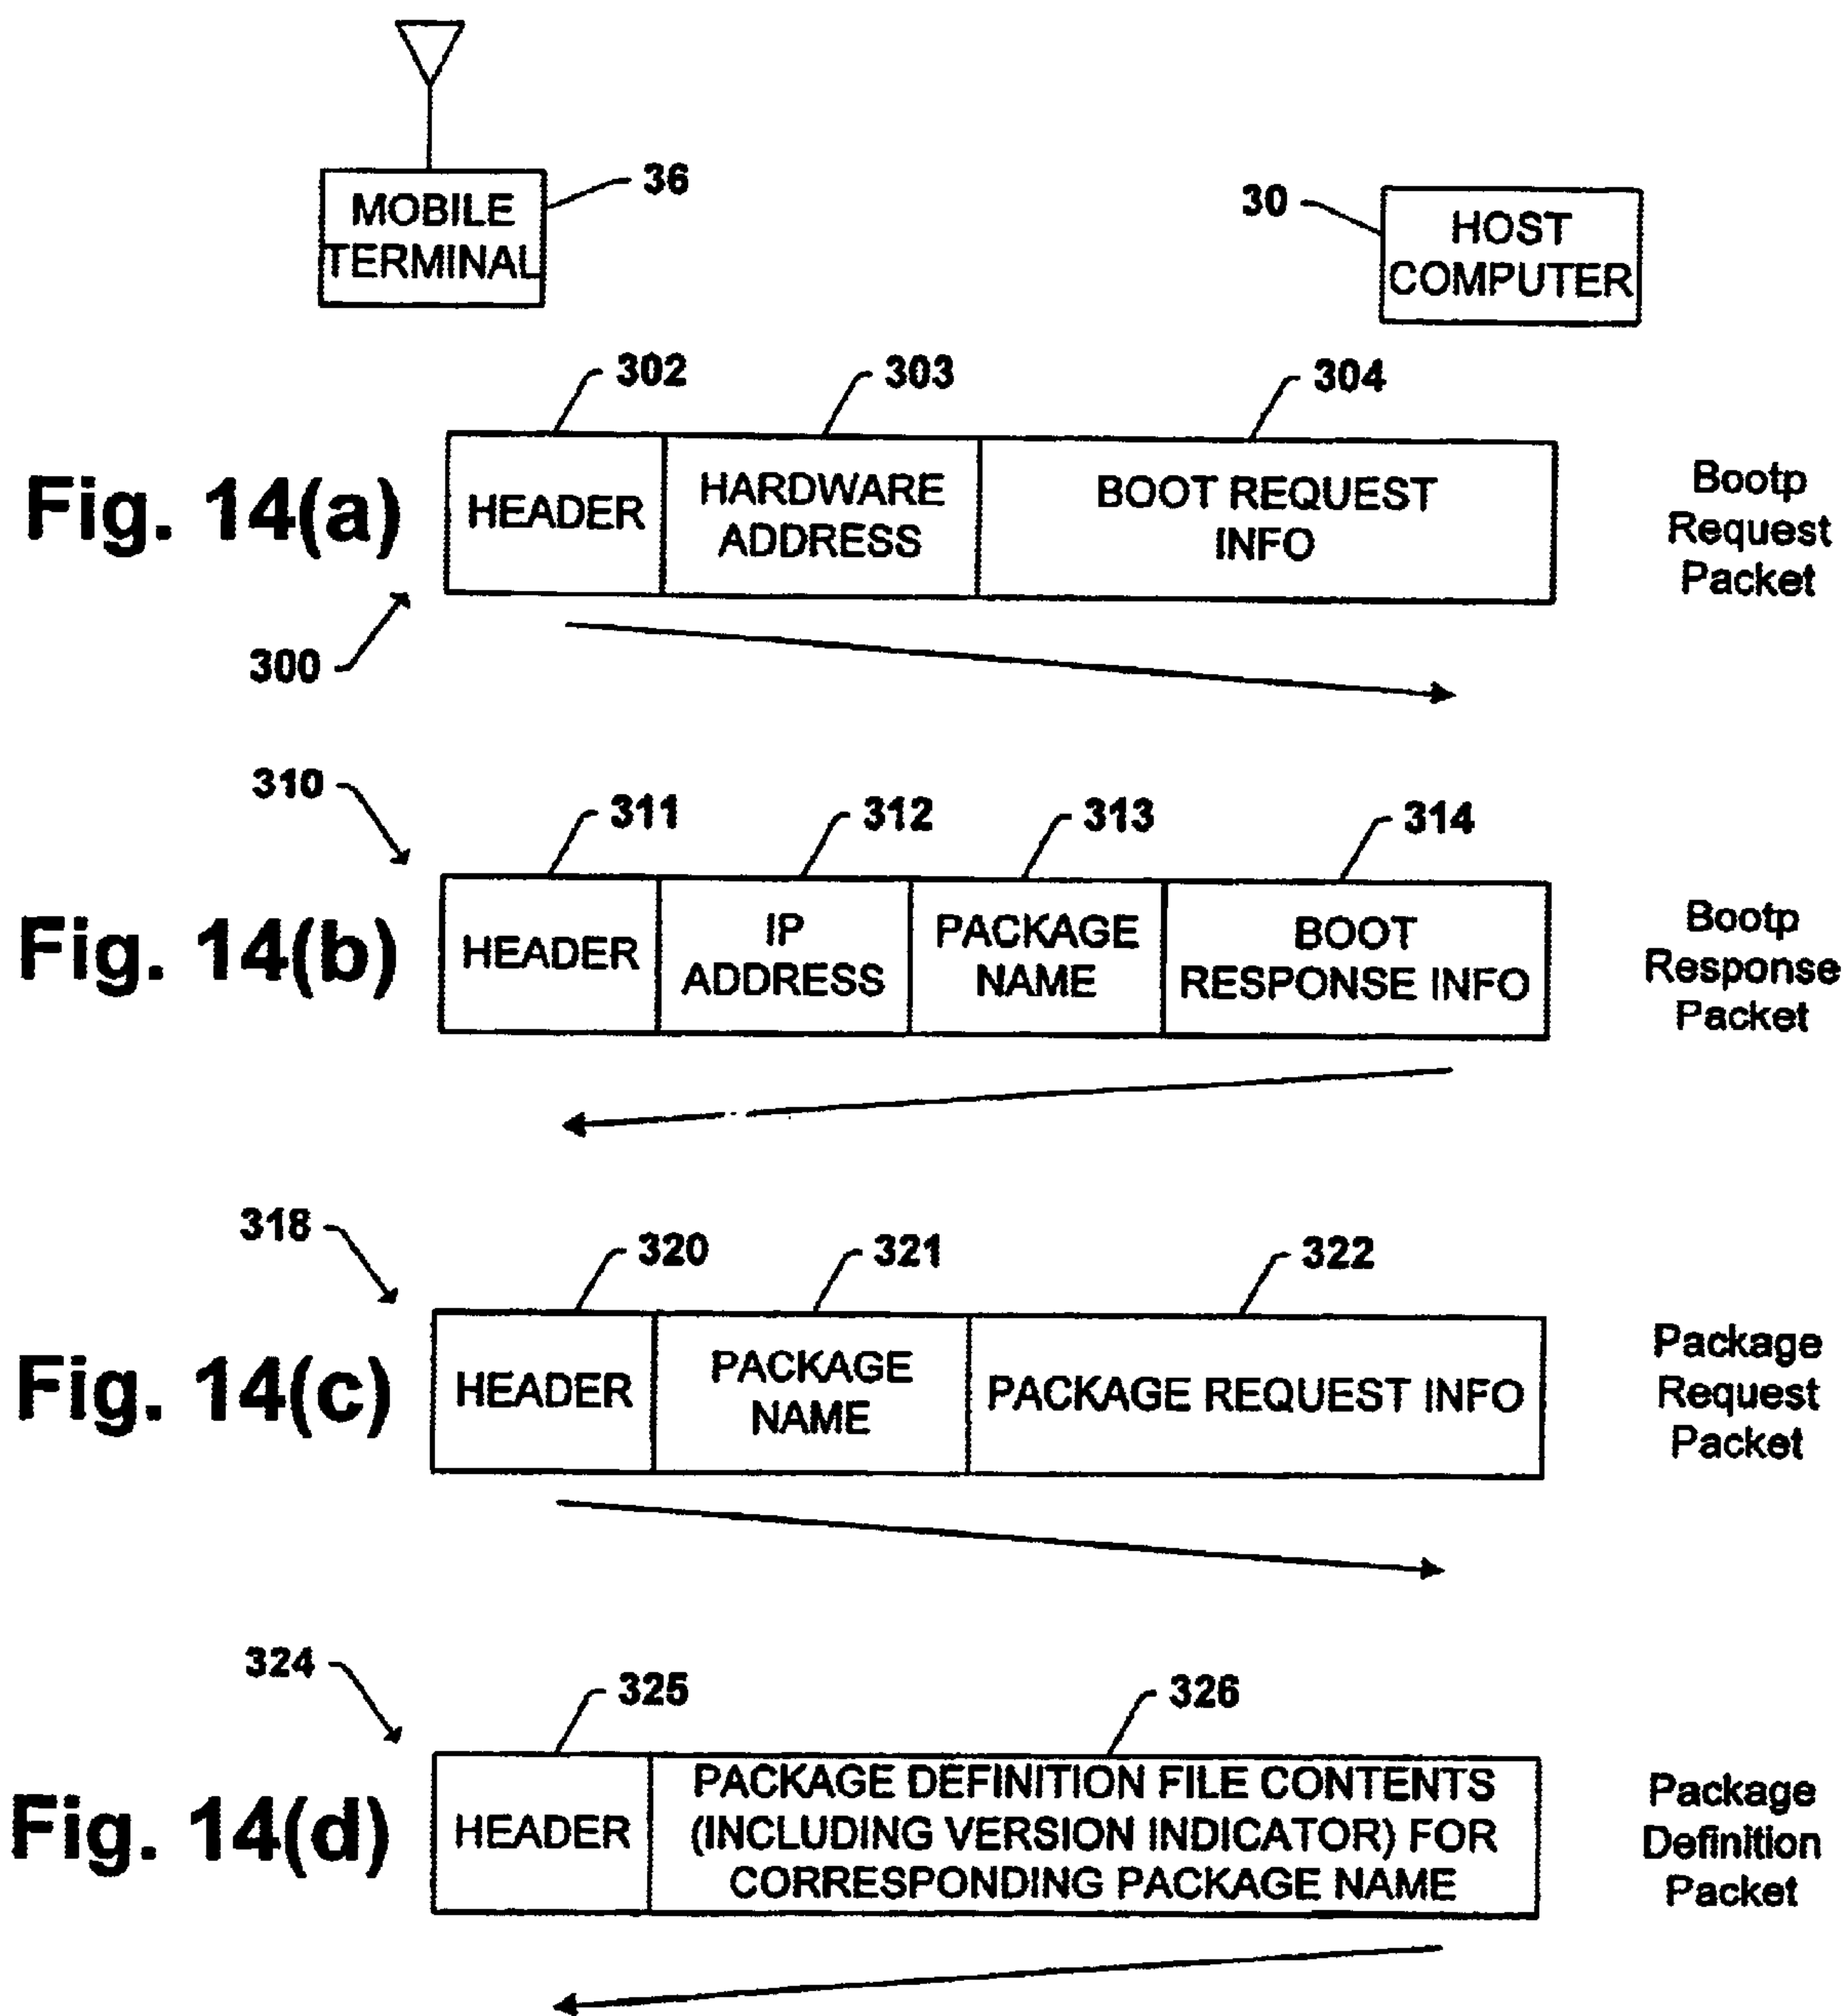 MOBILE
TERMINAL
36
30
HOST
COMPUTER
302
303
304
Fig. 14(a)
HEADER
HARDWARE
ADDRESS
BOOT REQUEST
INFO
Bootp
Request
Packet
300
310
311
312
313
314
Fig. 14(b)
HEADER
IP
ADDRESS
PACKAGE
NAME
BOOT
RESPONSE INFO
Bootp
Response
Packet
318
320
321
322
Fig. 14(c)
HEADER
PACKAGE
NAME
PACKAGE REQUEST INFO
Package
Request
Packet
324
325
326
Fig. 14(d)
HEADER
PACKAGE DEFINITION FILE CONTENTS
(INCLUDING VERSION INDICATOR) FOR
CORRESPONDING PACKAGE NAME
Package
Definition
Packet